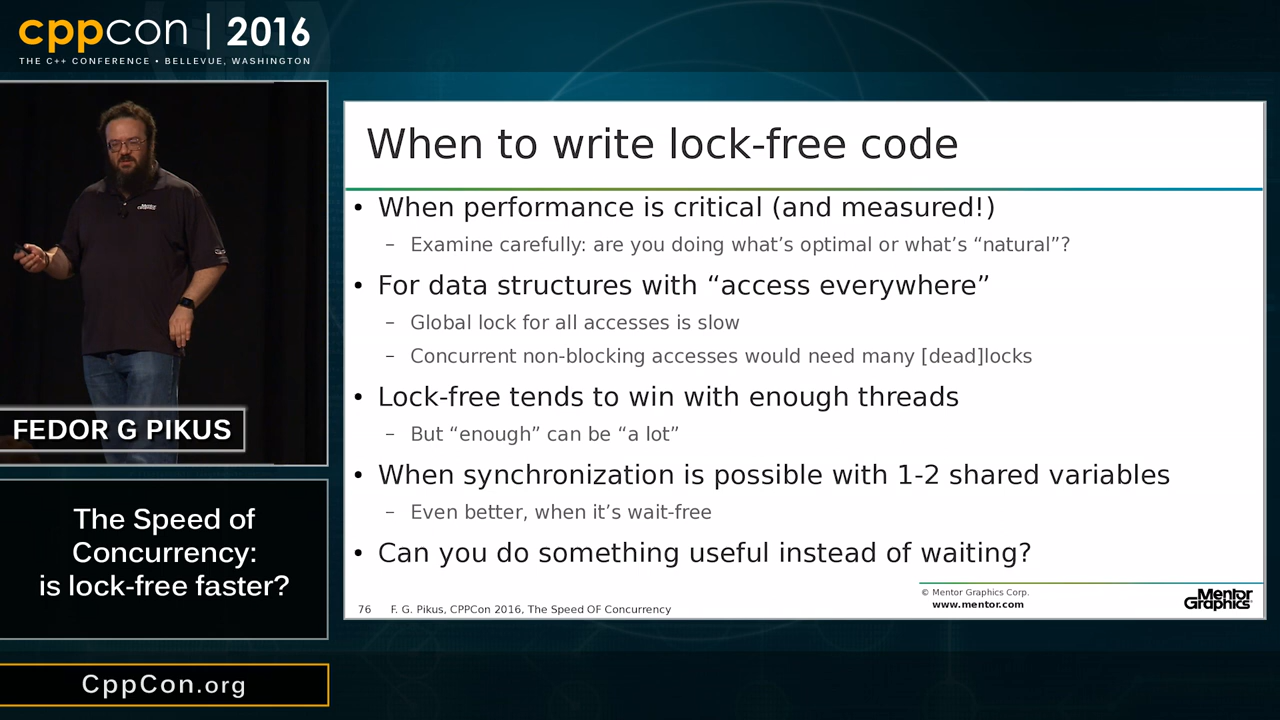 cppcon | 2016
THE C++ CONFERENCE • BELLEVUE, WASHINGTON
Mentor
Graphics
FEDOR G PIKUS
The Speed of
Concurrency:
is lock-free faster?
CppCon.org
When to write lock-free code
• When performance is critical (and measured!)
– Examine carefully: are you doing what’s optimal or what’s “natural”?
• For data structures with “access everywhere”
– Global lock for all accesses is slow
– Concurrent non-blocking accesses would need many [dead]locks
• Lock-free tends to win with enough threads
– But “enough” can be “a lot”
• When synchronization is possible with 1-2 shared variables
– Even better, when it’s wait-free
• Can you do something useful instead of waiting?
76 F. G. Pikus, CPPCon 2016, The Speed OF Concurrency
© Mentor Graphics Corp.
www.mentor.com
Mentor
Graphics